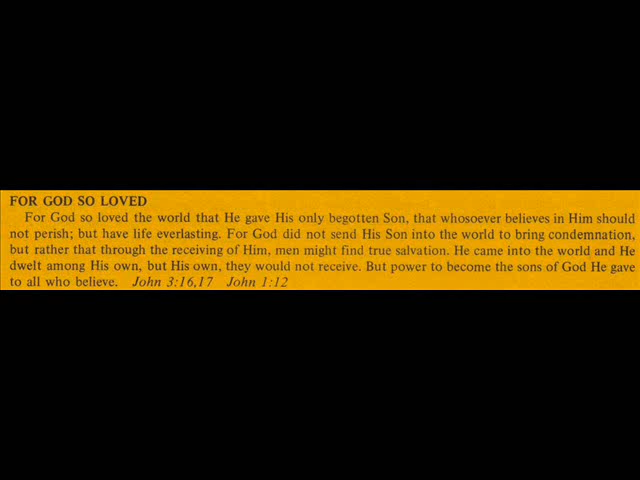 FOR GOD SO LOVED
For God so loved the world that He gave His only begotten Son, that whosoever believes in Him should
not perish; but have life everlasting. For God did not send His Son into the world to bring condemnation,
but rather that through the receiving of Him, men might find true salvation. He came into the world and He
dwelt among His own, but His own, they would not receive. But power to become the sons of God He gave
to all who believe. John 3:16,17 John 1:12